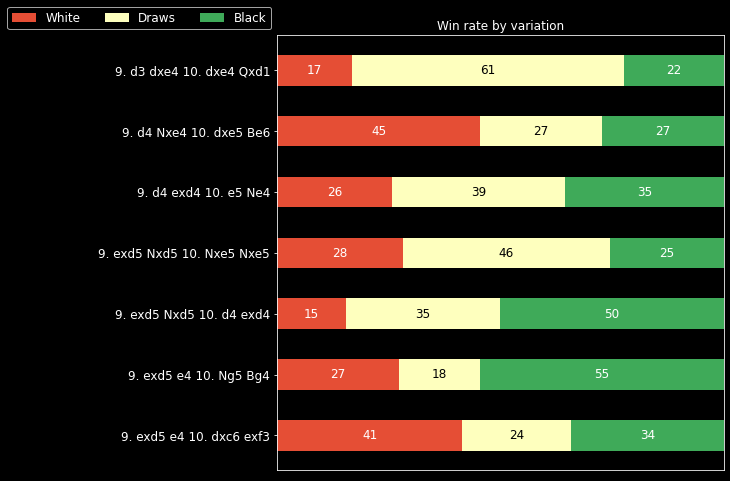 White Draws Black
Win rate by variation
9. d3 dxe4 10. dxe4 Qxd1 17 61 22
9. d4 Nxe4 10. dxe5 Be6 45 27 27
9. d4 exd4 10. e5 Ne4 26 39 35
9. exd5 Nxd5 10. Nxe5 Nxe5 28 46 25
9. exd5 Nxd5 10. d4 exd4 15 35 50
9. exd5 e4 10. Ng5 Bg4 27 18 55
9. exd5 e4 10. dxc6 exf3 41 24 34